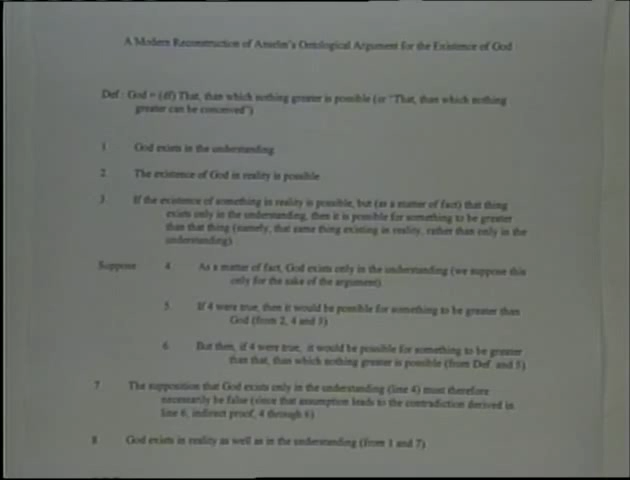 A Modern Reconstruction of Anselm's Ontological Argument for the Existence of God
Def : God = (df) That, than which nothing greater is possible (or "That, than which nothing
greater can be conceived")
1. God exists in the understanding
2. The existence of God in reality is possible
3. If the existence of something in reality is possible, but (as a matter of fact) that thing
exists only in the understanding, then it is possible for something to be greater
than that thing (namely, that same thing existing in reality, rather than only in the
understanding)
Suppose 4. As a matter of fact, God exists only in the understanding (we suppose this
only for the sake of the argument)
5. If 4 were true, then it would be possible for something to be greater than
God (from 2, 4 and 3)
6. But then, if 4 were true, it would be possible for something to be greater
than that, than which nothing greater is possible (from Def. and 5)
7. The supposition that God exists only in the understanding (line 4) must therefore
necessarily be false (since that assumption leads to the contradiction derived in
line 6, indirect proof, 4 through 6)
8. God exists in reality as well as in the understanding (from 1 and 7)